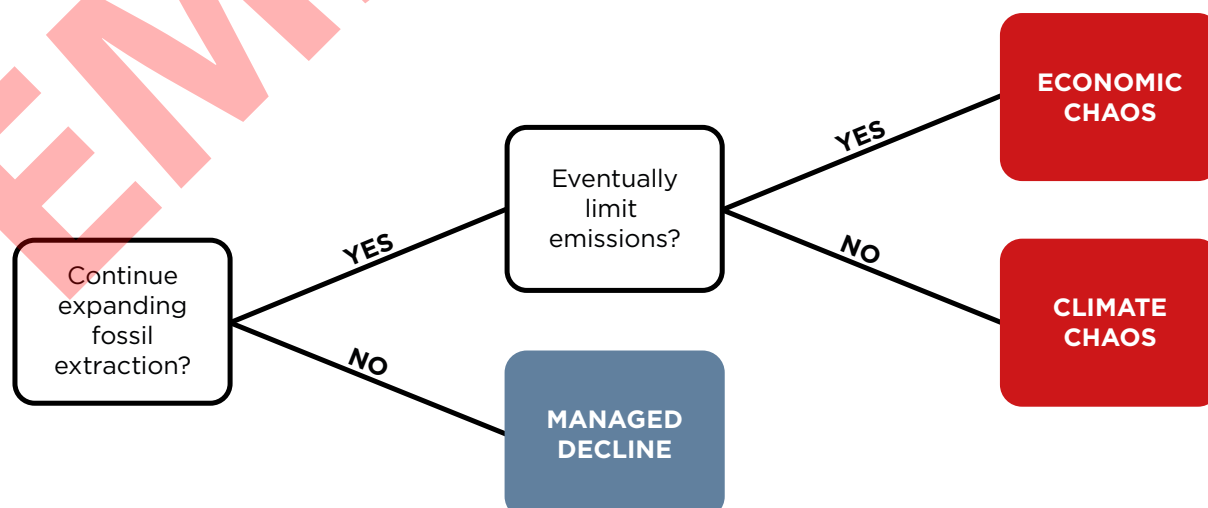 Continue
expanding
fossil
extraction?
YES
NO
Eventually
limit
emissions?
MANAGED
DECLINE
YES
NO
ECONOMIC
CHAOS
CLIMATE
CHAOS